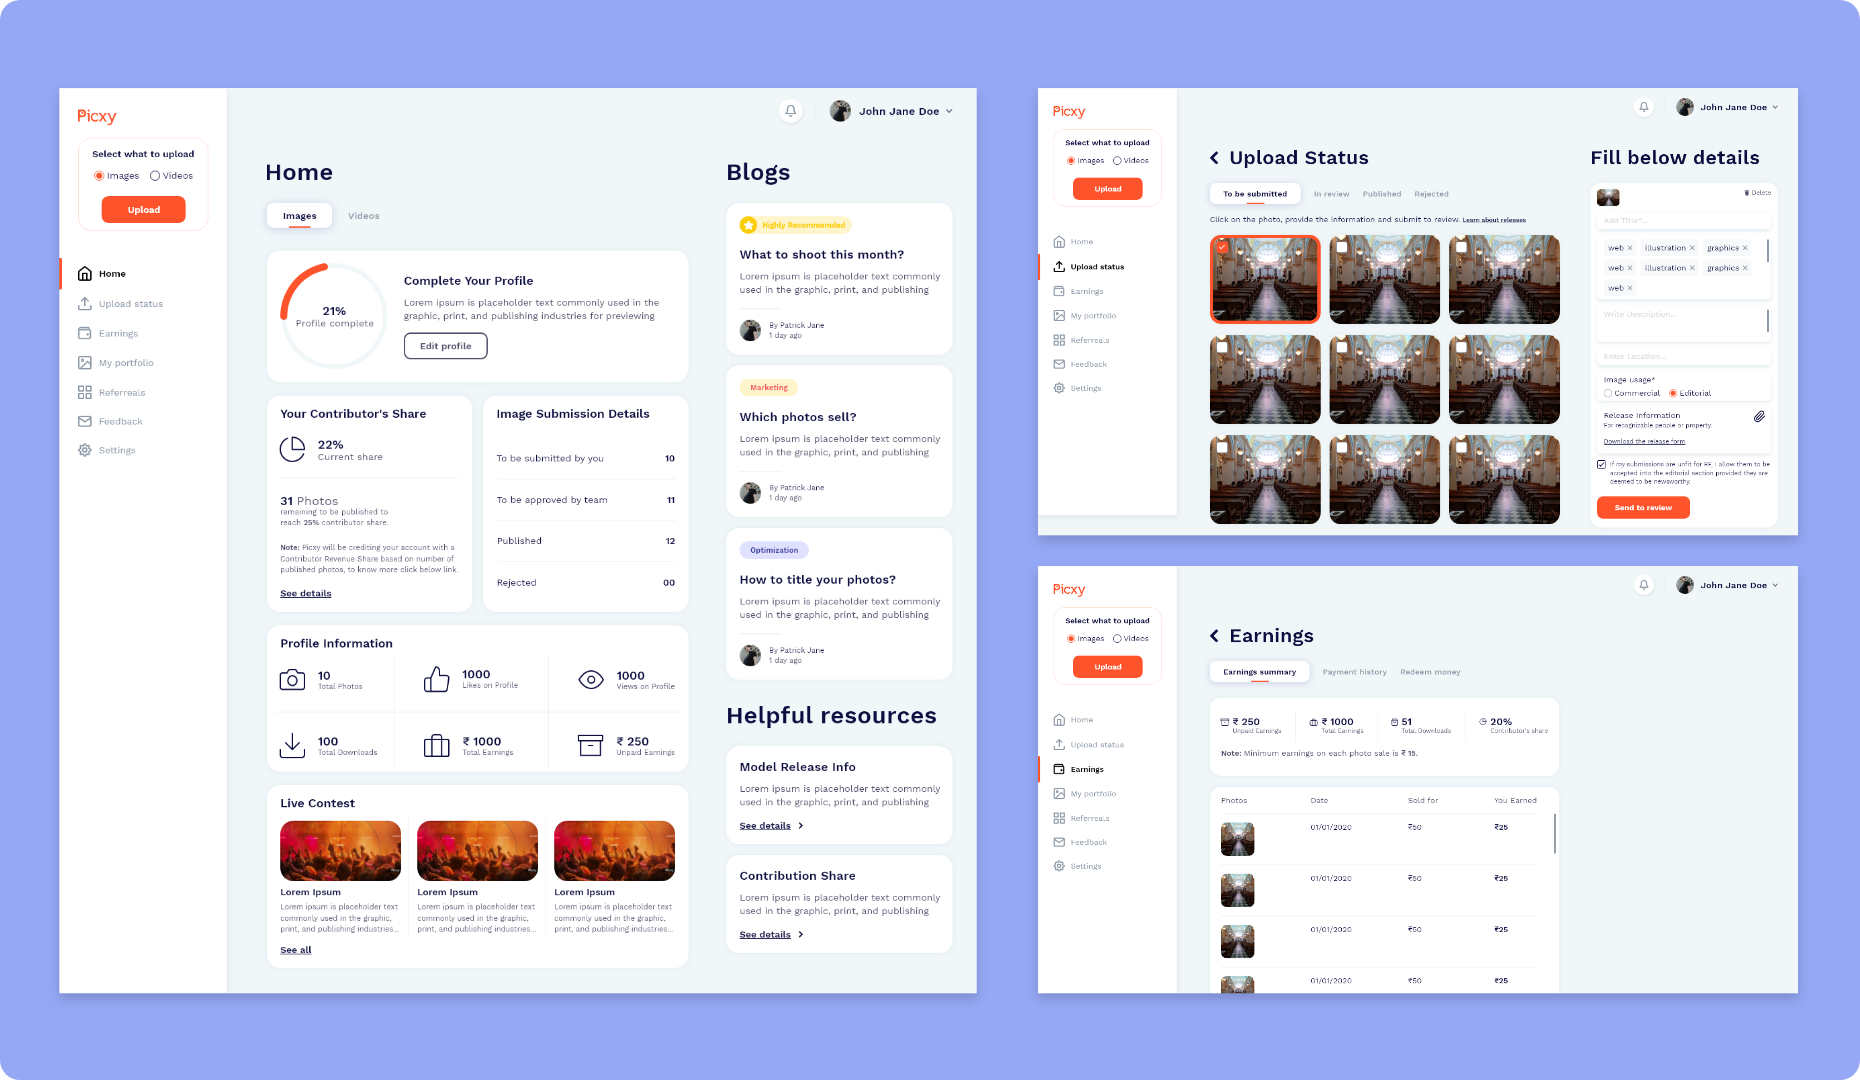 Picxy
Select what to upload
Images
Videos
Upload
Home
Upload status
Earnings
My portfolio
Referreals
Feedback
Settings
John Jane Doe
Home
Images
Videos
21%
Profile complete
Complete Your Profile
Lorem ipsum is placeholder text commonly used in the
graphic, print, and publishing industries for previewing
Edit profile
Your Contributor's Share
22%
Current share
31 Photos
remaining to be published to
reach 25% contributor share.
Note: Picxy will be crediting your account with a
Contributor Revenue Share based on number of
published photos, to know more click below link.
See details
Image Submission Details
To be submitted by you 10
To be approved by team 11
Published 12
Rejected 00
Profile Information
10
Total Photos
1000
Likes on Profile
1000
Views on Profile
100
Total Downloads
₹ 1000
Total Earnings
₹ 250
Unpaid Earnings
Live Contest
Lorem Ipsum
Lorem ipsum is placeholder text
commonly used in the graphic,
print, and publishing industries...
Lorem Ipsum
Lorem ipsum is placeholder text
commonly used in the graphic,
print, and publishing industries...
Lorem Ipsum
Lorem ipsum is placeholder text
commonly used in the graphic,
print, and publishing industries...
See all
Blogs
Highly Recommended
What to shoot this month?
Lorem ipsum is placeholder text commonly
used in the graphic, print, and publishing
By Patrick Jane
1 day ago
Marketing
Which photos sell?
Lorem ipsum is placeholder text commonly
used in the graphic, print, and publishing
By Patrick Jane
1 day ago
Optimization
How to title your photos?
Lorem ipsum is placeholder text commonly
used in the graphic, print, and publishing
By Patrick Jane
1 day ago
Helpful resources
Model Release Info
Lorem ipsum is placeholder text commonly
used in the graphic, print, and publishing
See details
Contribution Share
Lorem ipsum is placeholder text commonly
used in the graphic, print, and publishing
See details
Picxy
Select what to upload
Images
Videos
Upload
Home
Upload status
Earnings
My portfolio
Referreals
Feedback
Settings
John Jane Doe
Upload Status
To be submitted
In review
Published
Rejected
Click on the photo, provide the information and submit to review. Learn about releases
Fill below details
Delete
Add Title*...
web × illustration × graphics ×
web × illustration × graphics ×
web ×
Write Description...
Enter Location...
Image usage*
Commercial
Editorial
Release Information
For recognizable people or property.
Download the release form
If my submissions are unfit for RF, I allow them to be
accepted into the editorial section provided they are
deemed to be newsworthy.
Send to review
Picxy
Select what to upload
Images
Videos
Upload
Home
Upload status
Earnings
My portfolio
Referreals
Feedback
Settings
John Jane Doe
Earnings
Earnings summary
Payment history
Redeem money
₹ 250
Unpaid Earnings
₹ 1000
Total Earnings
51
Total Downloads
20%
Contributor's share
Note: Minimum earnings on each photo sale is ₹ 15.
Photos Date Sold for You Earned
01/01/2020 ₹50 ₹25
01/01/2020 ₹50 ₹25
01/01/2020 ₹50 ₹25
01/01/2020 ₹50 ₹25